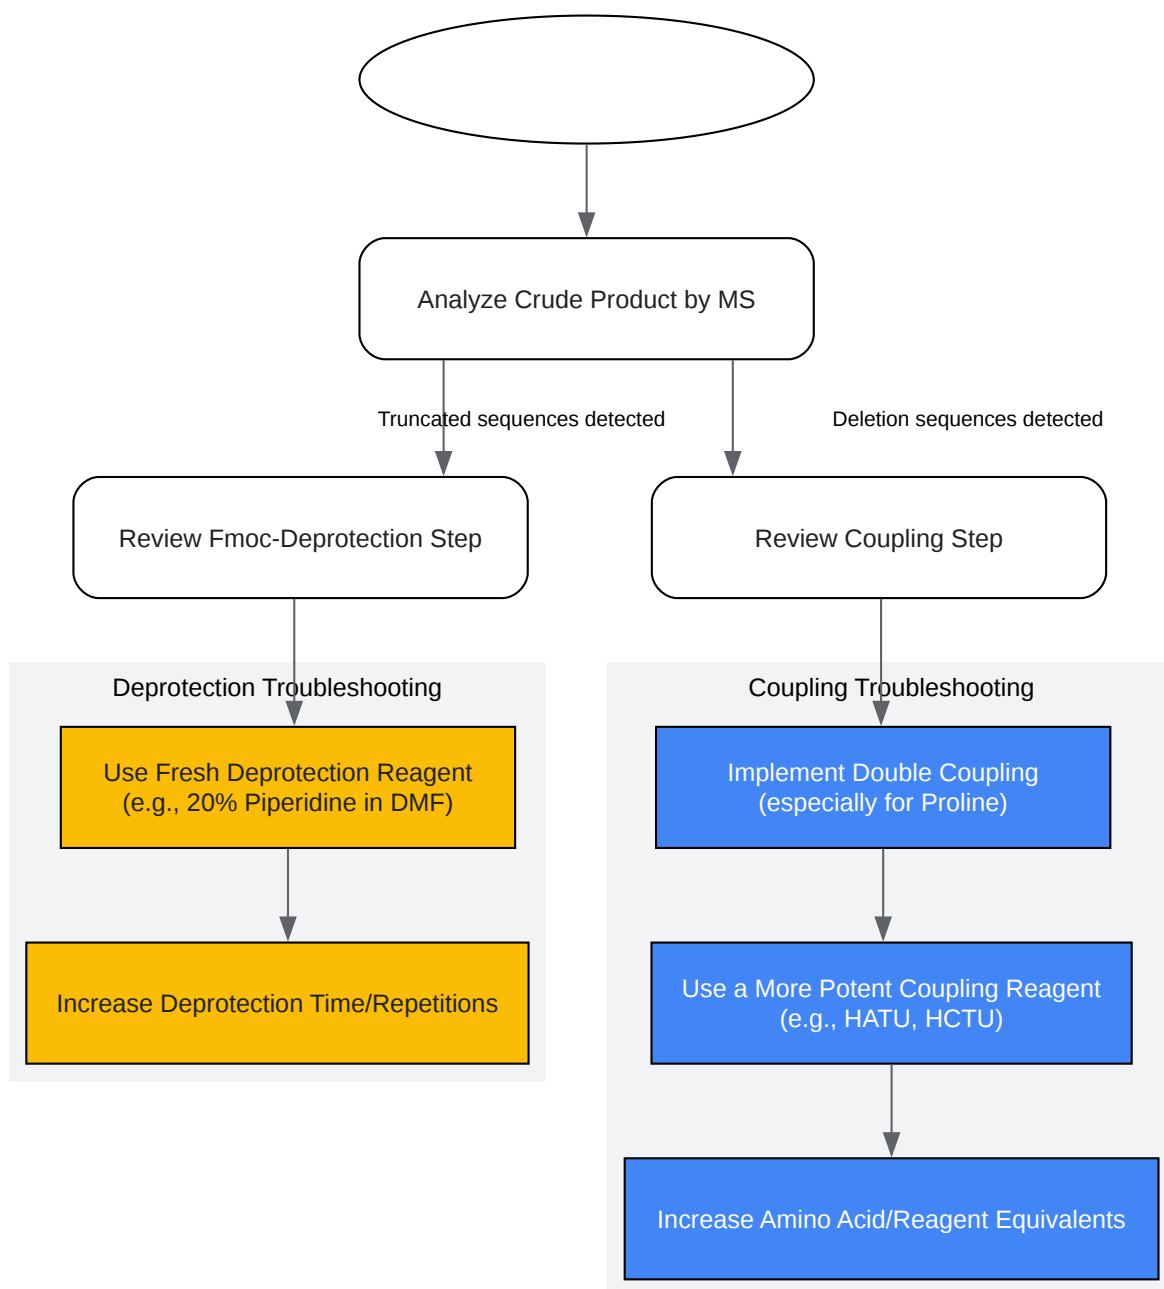 Analyze Crude Product by MS
Truncated sequences detected
Deletion sequences detected
Review Fmoc-Deprotection Step
Review Coupling Step
Deprotection Troubleshooting
Use Fresh Deprotection Reagent
(e.g., 20% Piperidine in DMF)
Increase Deprotection Time/Repetitions
Coupling Troubleshooting
Implement Double Coupling
(especially for Proline)
Use a More Potent Coupling Reagent
(e.g., HATU, HCTU)
Increase Amino Acid/Reagent Equivalents